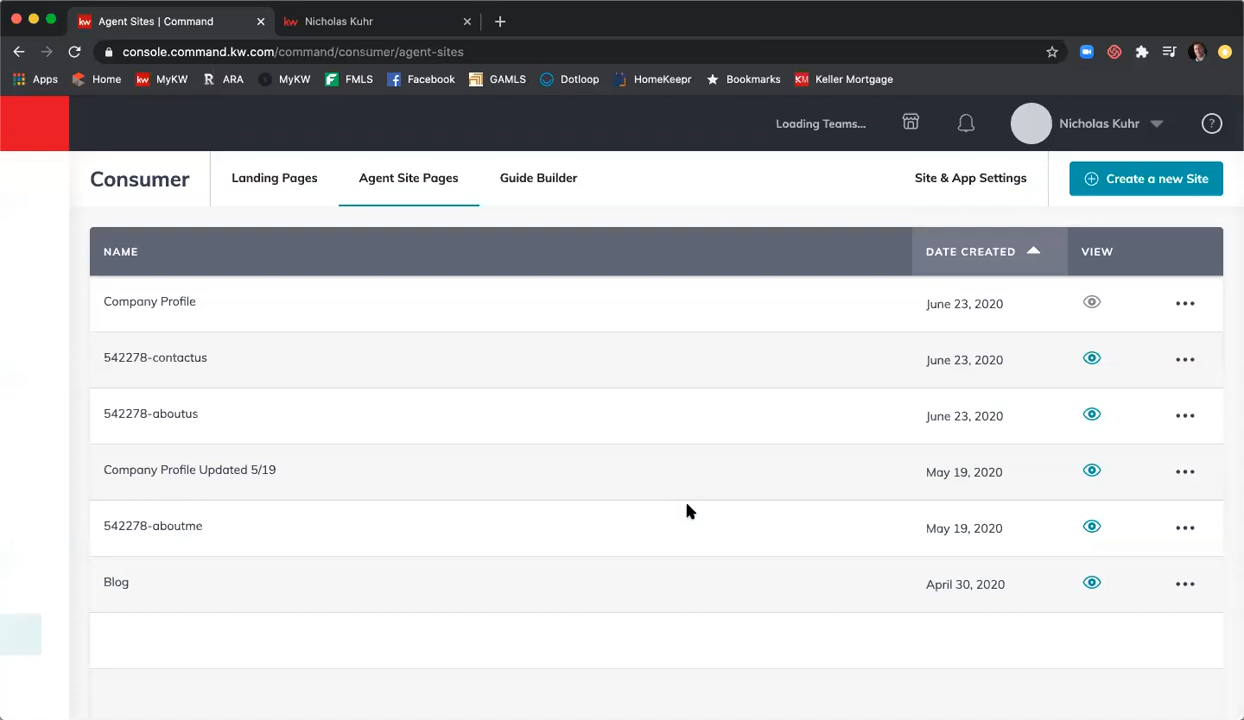 kw Agent Sites | Command
kw Nicholas Kuhr
console.command.kw.com/command/consumer/agent-sites
Apps Home kw MyKW R ARA MyKW FMLS Facebook GAMLS Dotloop HomeKeepr Bookmarks KM Keller Mortgage
Loading Teams... Nicholas Kuhr ?
Consumer Landing Pages Agent Site Pages Guide Builder Site & App Settings Create a new Site
NAME DATE CREATED VIEW
Company Profile June 23, 2020
542278-contactus June 23, 2020
542278-aboutus June 23, 2020
Company Profile Updated 5/19 May 19, 2020
542278-aboutme May 19, 2020
Blog April 30, 2020